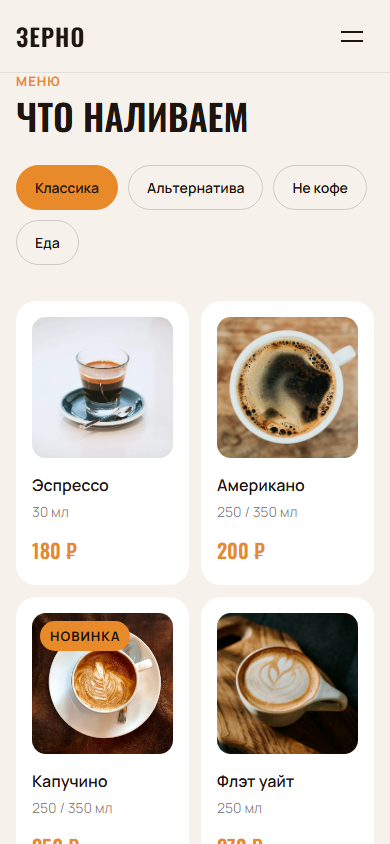 ЗЕРНО
МЕНЮ
ЧТО НАЛИВАЕМ
Классика
Альтернатива
Не кофе
Еда
Эспрессо
30 мл
180 ₽
Американо
250 / 350 мл
200 ₽
НОВИНКА
Капучино
250 / 350 мл
Флэт уайт
250 мл